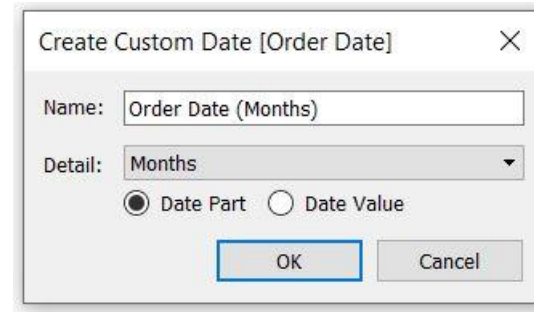 Create Custom Date [Order Date]
Name: Order Date (Months)
Detail: Months
Date Part Date Value
OK Cancel